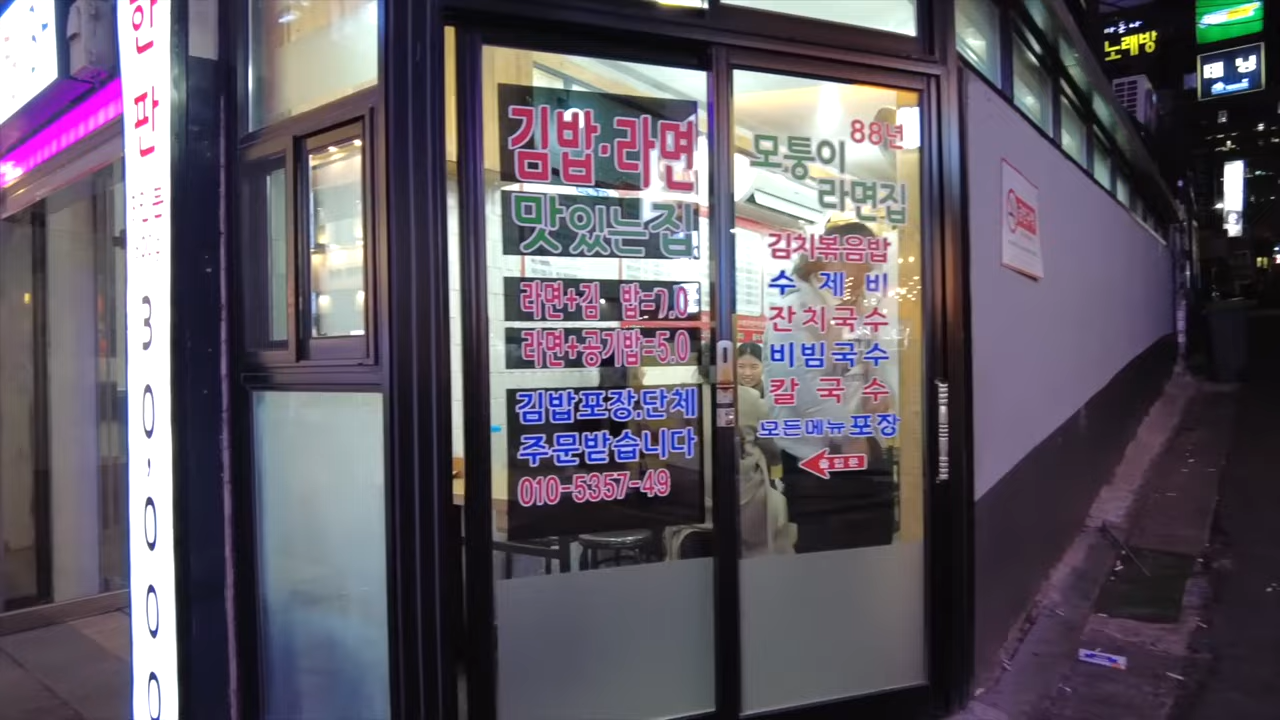 한판
30,000
김밥·라면
맛있는집
라면+김 밥=7.0
라면+공기밥=5.0
김밥포장,단체
주문받습니다
010-5357-49
88년
모퉁이
라면집
김치볶음밥
수 제 비
잔치국수
비빔국수
칼 국 수
모든메뉴포장
출입문
마돈나
노래방